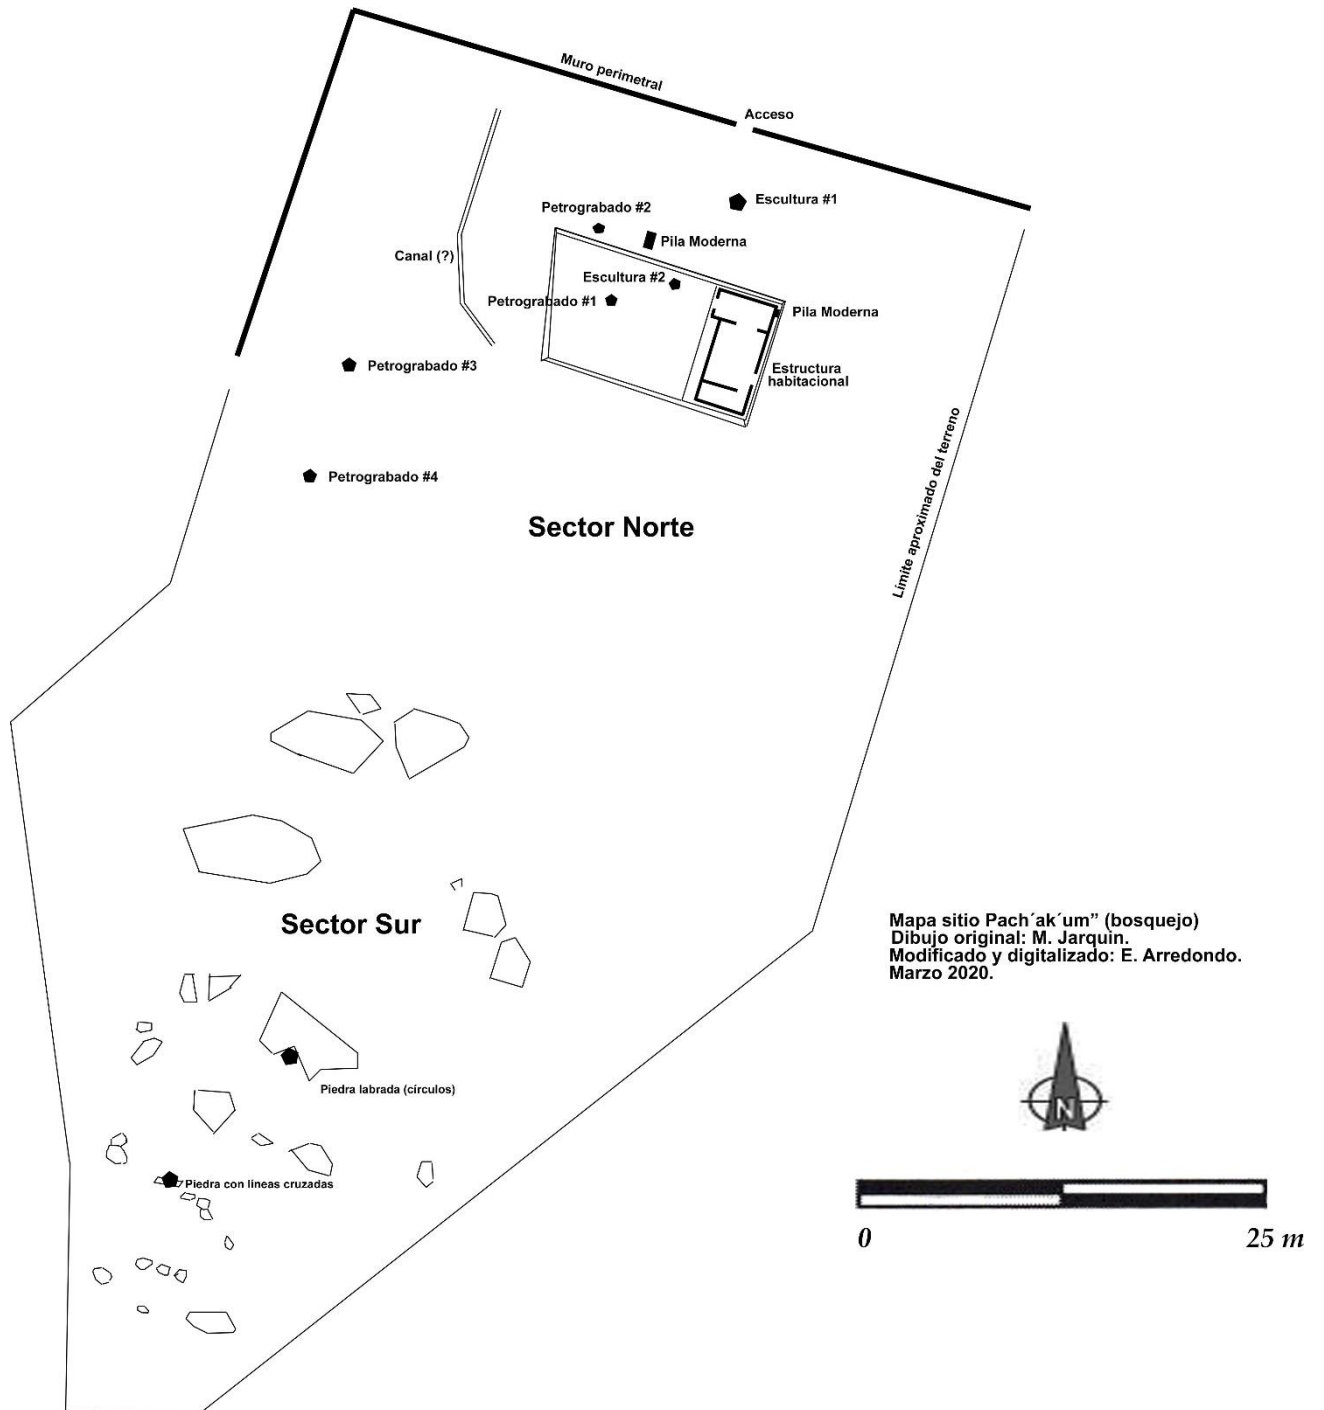 Muro perimetral
Acceso
Escultura #1
Petrograbado #2
Pila Moderna
Canal (?)
Escultura #2
Petrograbado #1
Pila Moderna
Estructura
habitacional
Petrograbado #3
Petrograbado #4
Límite aproximado del terreno
Sector Norte
Sector Sur
Mapa sitio Pach´ak´um” (bosquejo)
Dibujo original: M. Jarquin.
Modificado y digitalizado: E. Arredondo.
Marzo 2020.
Piedra labrada (círculos)
Piedra con líneas cruzadas
N
0 25 m